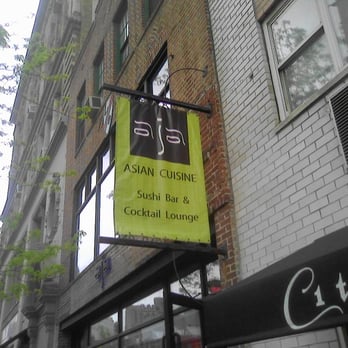 aja
ASIAN CUISINE
Sushi Bar &
Cocktail Lounge